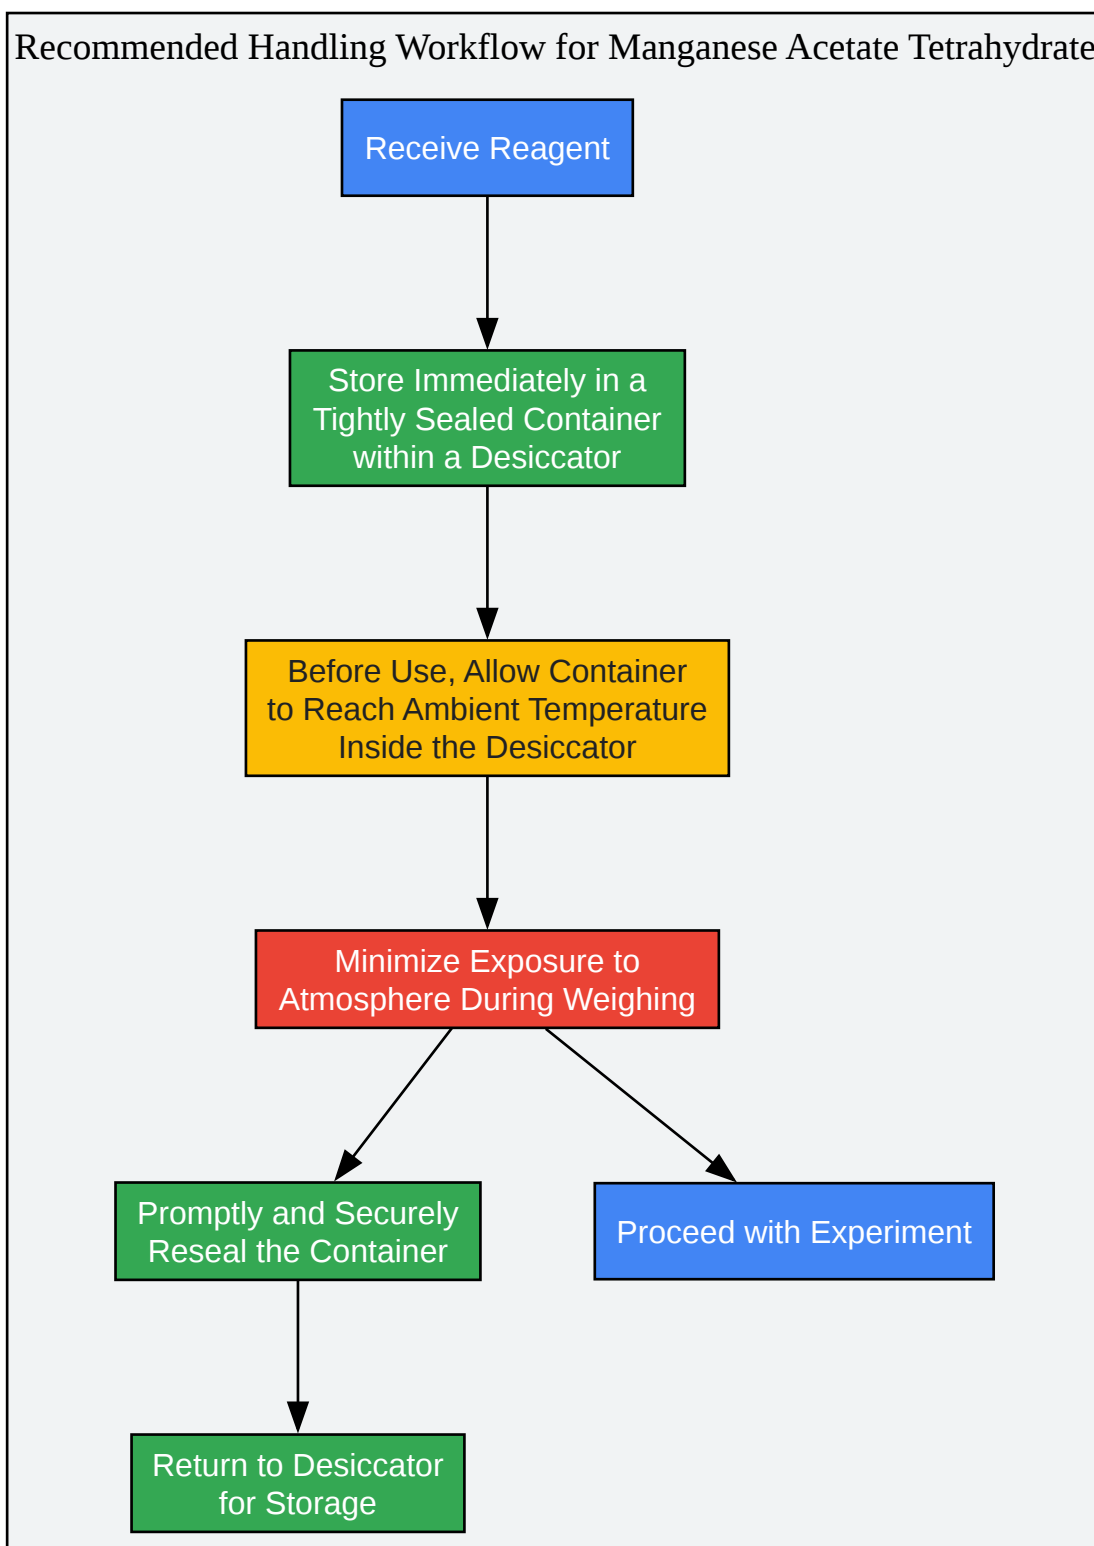 Recommended Handling Workflow for Manganese Acetate Tetrahydrate
Receive Reagent
Store Immediately in a
Tightly Sealed Container
within a Desiccator
Before Use, Allow Container
to Reach Ambient Temperature
Inside the Desiccator
Minimize Exposure to
Atmosphere During Weighing
Promptly and Securely
Reseal the Container
Proceed with Experiment
Return to Desiccator
for Storage